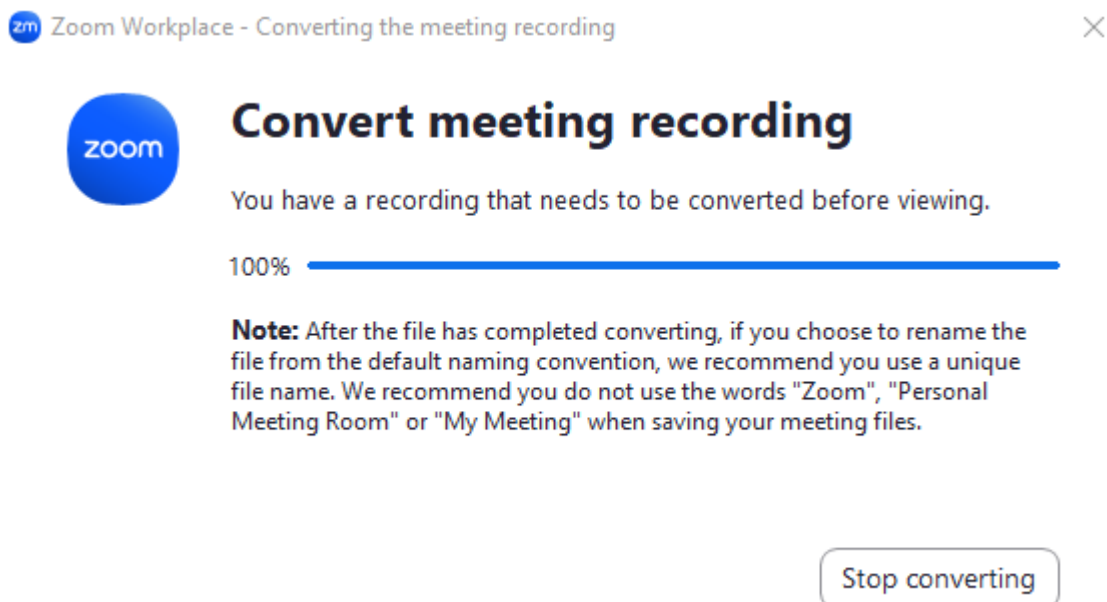 zm Zoom Workplace - Converting the meeting recording
zoom
Convert meeting recording
You have a recording that needs to be converted before viewing.
100%
Note: After the file has completed converting, if you choose to rename the
file from the default naming convention, we recommend you use a unique
file name. We recommend you do not use the words "Zoom", "Personal
Meeting Room" or "My Meeting" when saving your meeting files.
Stop converting